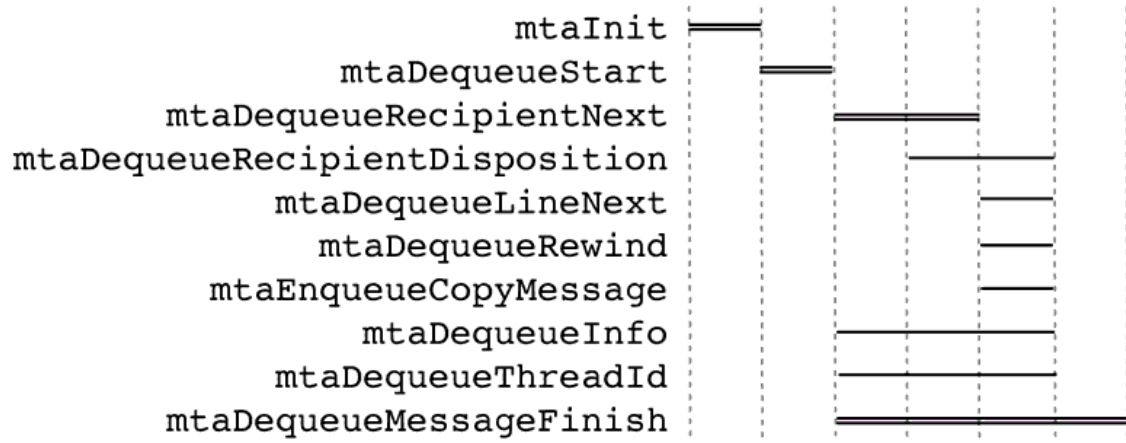 mtaInit
mtaDequeueStart
mtaDequeueRecipientNext
mtaDequeueRecipientDisposition
mtaDequeueLineNext
mtaDequeueRewind
mtaEnqueueCopyMessage
mtaDequeueInfo
mtaDequeueThreadId
mtaDequeueMessageFinish